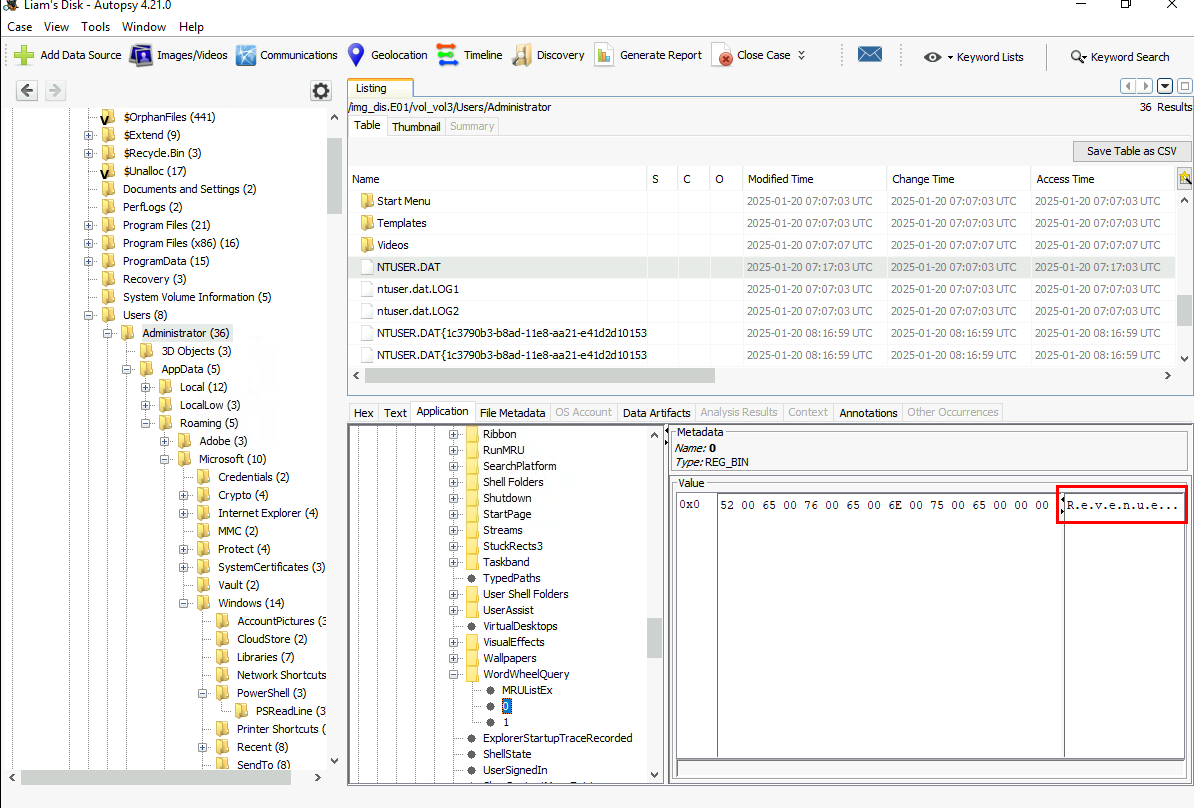 Liam's Disk - Autopsy 4.21.0
Case View Tools Window Help
Add Data Source Images/Videos Communications Geolocation Timeline Discovery Generate Report Close Case Keyword Lists Keyword Search
$OrphanFiles (441)
$Extend (9)
$Recycle.Bin (3)
$Unalloc (17)
Documents and Settings (2)
PerfLogs (2)
Program Files (21)
Program Files (x86) (16)
ProgramData (15)
Recovery (3)
System Volume Information (5)
Users (8)
Administrator (36)
3D Objects (3)
AppData (5)
Local (12)
LocalLow (3)
Roaming (5)
Adobe (3)
Microsoft (10)
Credentials (2)
Crypto (4)
Internet Explorer (4)
MMC (2)
Protect (4)
SystemCertificates (3)
Vault (2)
Windows (14)
AccountPictures (3
CloudStore (2)
Libraries (7)
Network Shortcuts
PowerShell (3)
PSReadLine (3
Printer Shortcuts (
Recent (8)
SendTo (8)
Listing
/img_dis.E01/vol_vol3/Users/Administrator
36 Results
Table Thumbnail Summary
Save Table as CSV
Name S C O Modified Time Change Time Access Time
Start Menu 2025-01-20 07:07:03 UTC 2025-01-20 07:07:03 UTC 2025-01-20 07:07:03 UTC
Templates 2025-01-20 07:07:03 UTC 2025-01-20 07:07:03 UTC 2025-01-20 07:07:03 UTC
Videos 2025-01-20 07:07:07 UTC 2025-01-20 07:07:07 UTC 2025-01-20 07:07:07 UTC
NTUSER.DAT 2025-01-20 07:17:03 UTC 2025-01-20 07:07:03 UTC 2025-01-20 07:17:03 UTC
ntuser.dat.LOG1 2025-01-20 07:07:03 UTC 2025-01-20 07:07:03 UTC 2025-01-20 07:07:03 UTC
ntuser.dat.LOG2 2025-01-20 07:07:03 UTC 2025-01-20 07:07:03 UTC 2025-01-20 07:07:03 UTC
NTUSER.DAT{1c3790b3-b8ad-11e8-aa21-e41d2d10153 2025-01-20 08:16:59 UTC 2025-01-20 08:16:59 UTC 2025-01-20 08:16:59 UTC
NTUSER.DAT{1c3790b3-b8ad-11e8-aa21-e41d2d10153 2025-01-20 08:16:59 UTC 2025-01-20 08:16:59 UTC 2025-01-20 08:16:59 UTC
Hex Text Application File Metadata OS Account Data Artifacts Analysis Results Context Annotations Other Occurrences
Ribbon
RunMRU
SearchPlatform
Shell Folders
Shutdown
StartPage
Streams
StuckRects3
Taskband
TypedPaths
User Shell Folders
UserAssist
VirtualDesktops
VisualEffects
Wallpapers
WordWheelQuery
MRUListEx
0
1
ExplorerStartupTraceRecorded
ShellState
UserSignedIn
Metadata
Name: 0
Type: REG_BIN
Value
0x0 52 00 65 00 76 00 65 00 6E 00 75 00 65 00 00 00 R.e.v.e.n.u.e...